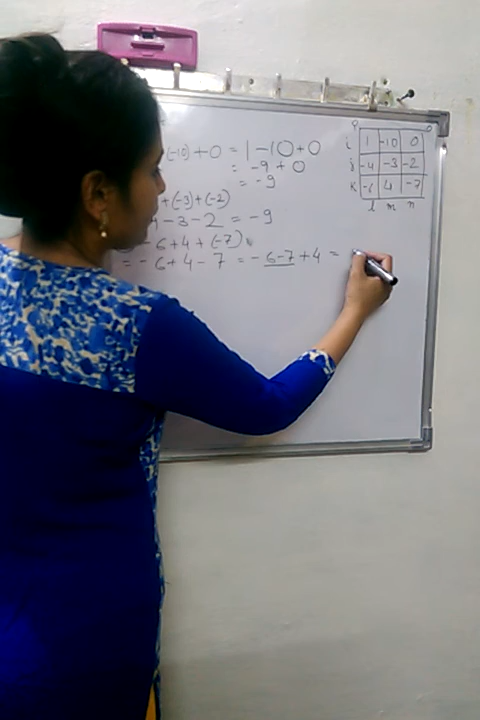 (-10) + 0 = 1 - 10 + 0
= -9 + 0
= -9
+ (-3) + (-2)
- 3 - 2 = -9
- 6 + 4 + (-7)
= - 6 + 4 - 7 = - 6 - 7 + 4 =
i 1 -10 0
j -4 -3 -2
k -6 4 -7
l m n